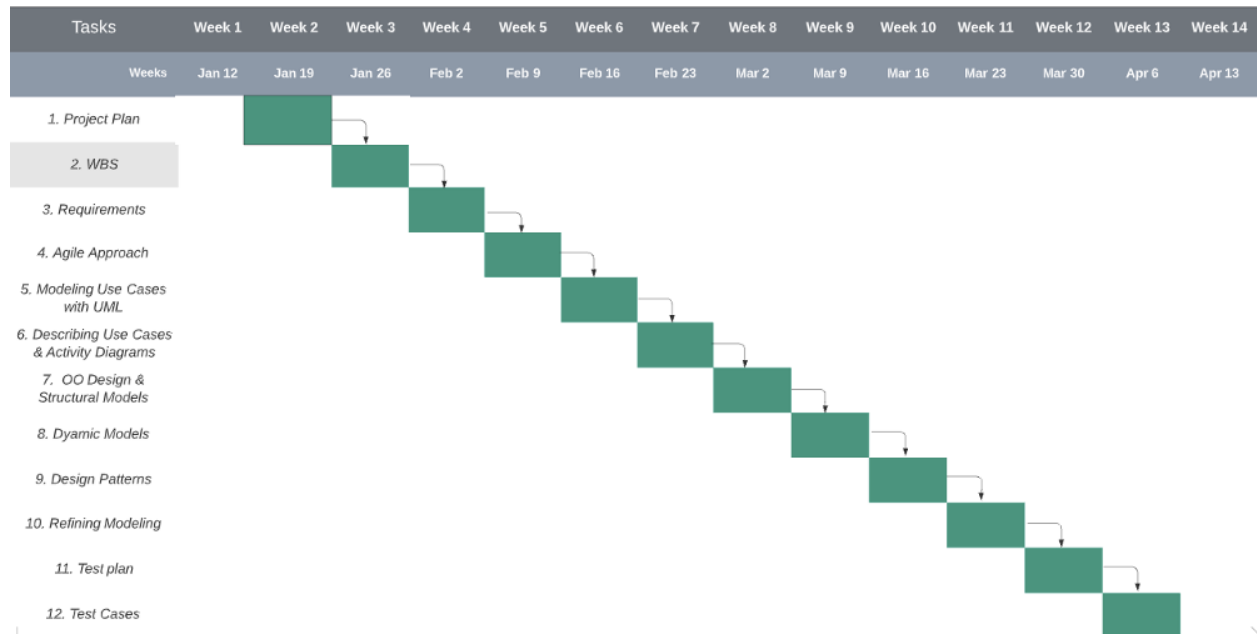 Tasks Week 1 Week 2 Week 3 Week 4 Week 5 Week 6 Week 7 Week 8 Week 9 Week 10 Week 11 Week 12 Week 13 Week 14
Weeks Jan 12 Jan 19 Jan 26 Feb 2 Feb 9 Feb 16 Feb 23 Mar 2 Mar 9 Mar 16 Mar 23 Mar 30 Apr 6 Apr 13
1. Project Plan
2. WBS
3. Requirements
4. Agile Approach
5. Modeling Use Cases
with UML
6. Describing Use Cases
& Activity Diagrams
7. OO Design &
Structural Models
8. Dyamic Models
9. Design Patterns
10. Refining Modeling
11. Test plan
12. Test Cases